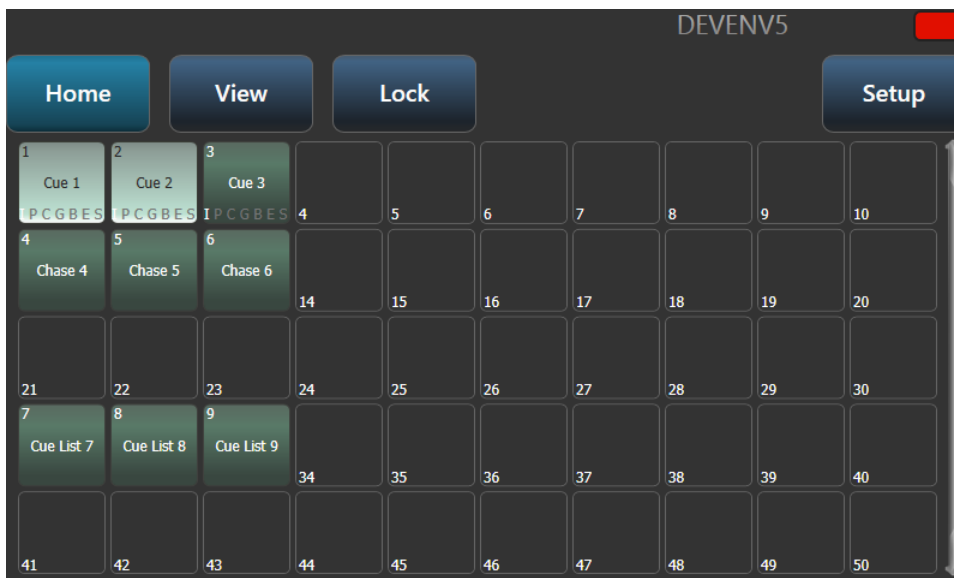 DEVENV5
Home View Lock Setup
1 2 3
Cue 1 Cue 2 Cue 3
IPCGBES IPCGBES IPCGBES 4 5 6 7 8 9 10
4 5 6
Chase 4 Chase 5 Chase 6
14 15 16 17 18 19 20
21 22 23 24 25 26 27 28 29 30
7 8 9
Cue List 7 Cue List 8 Cue List 9
34 35 36 37 38 39 40
41 42 43 44 45 46 47 48 49 50